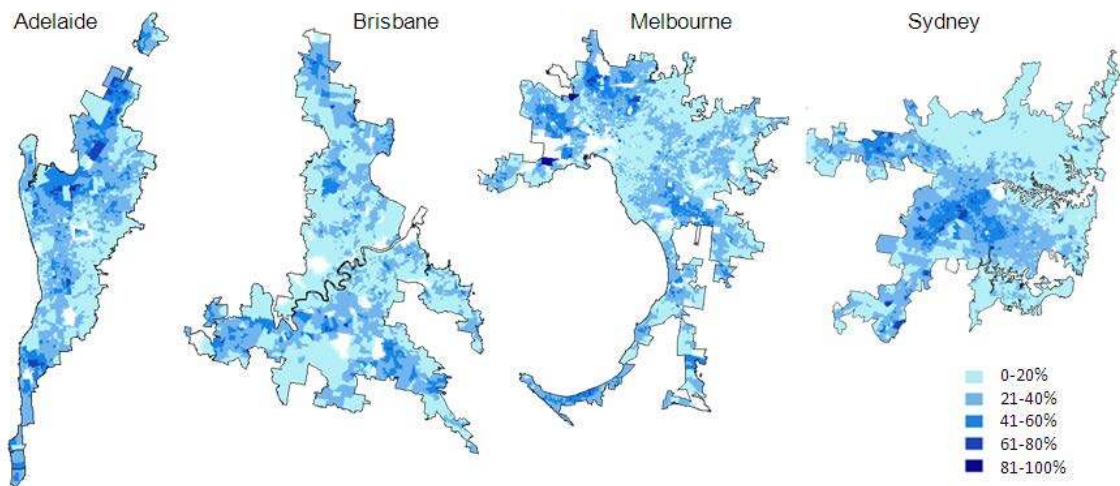 Adelaide
Brisbane
Melbourne
Sydney
0-20%
21-40%
41-60%
61-80%
81-100%